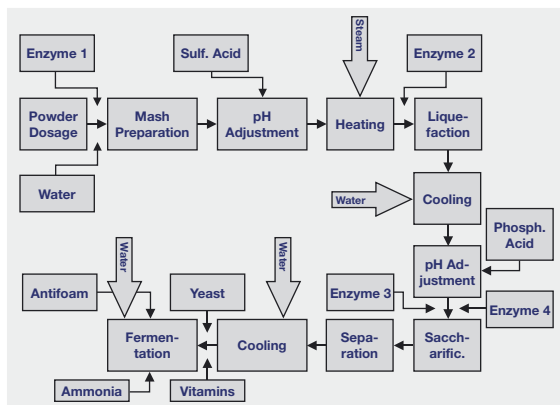 Enzyme 1
Sulf. Acid
Steam
Enzyme 2
Powder
Dosage
Mash
Preparation
pH
Adjustment
Heating
Lique-
faction
Water
Water
Cooling
Phosph.
Acid
Water
Water
pH Ad-
justment
Antifoam
Yeast
Enzyme 3
Enzyme 4
Fermen-
tation
Cooling
Sepa-
ration
Sacch-
arific.
Ammonia
Vitamins